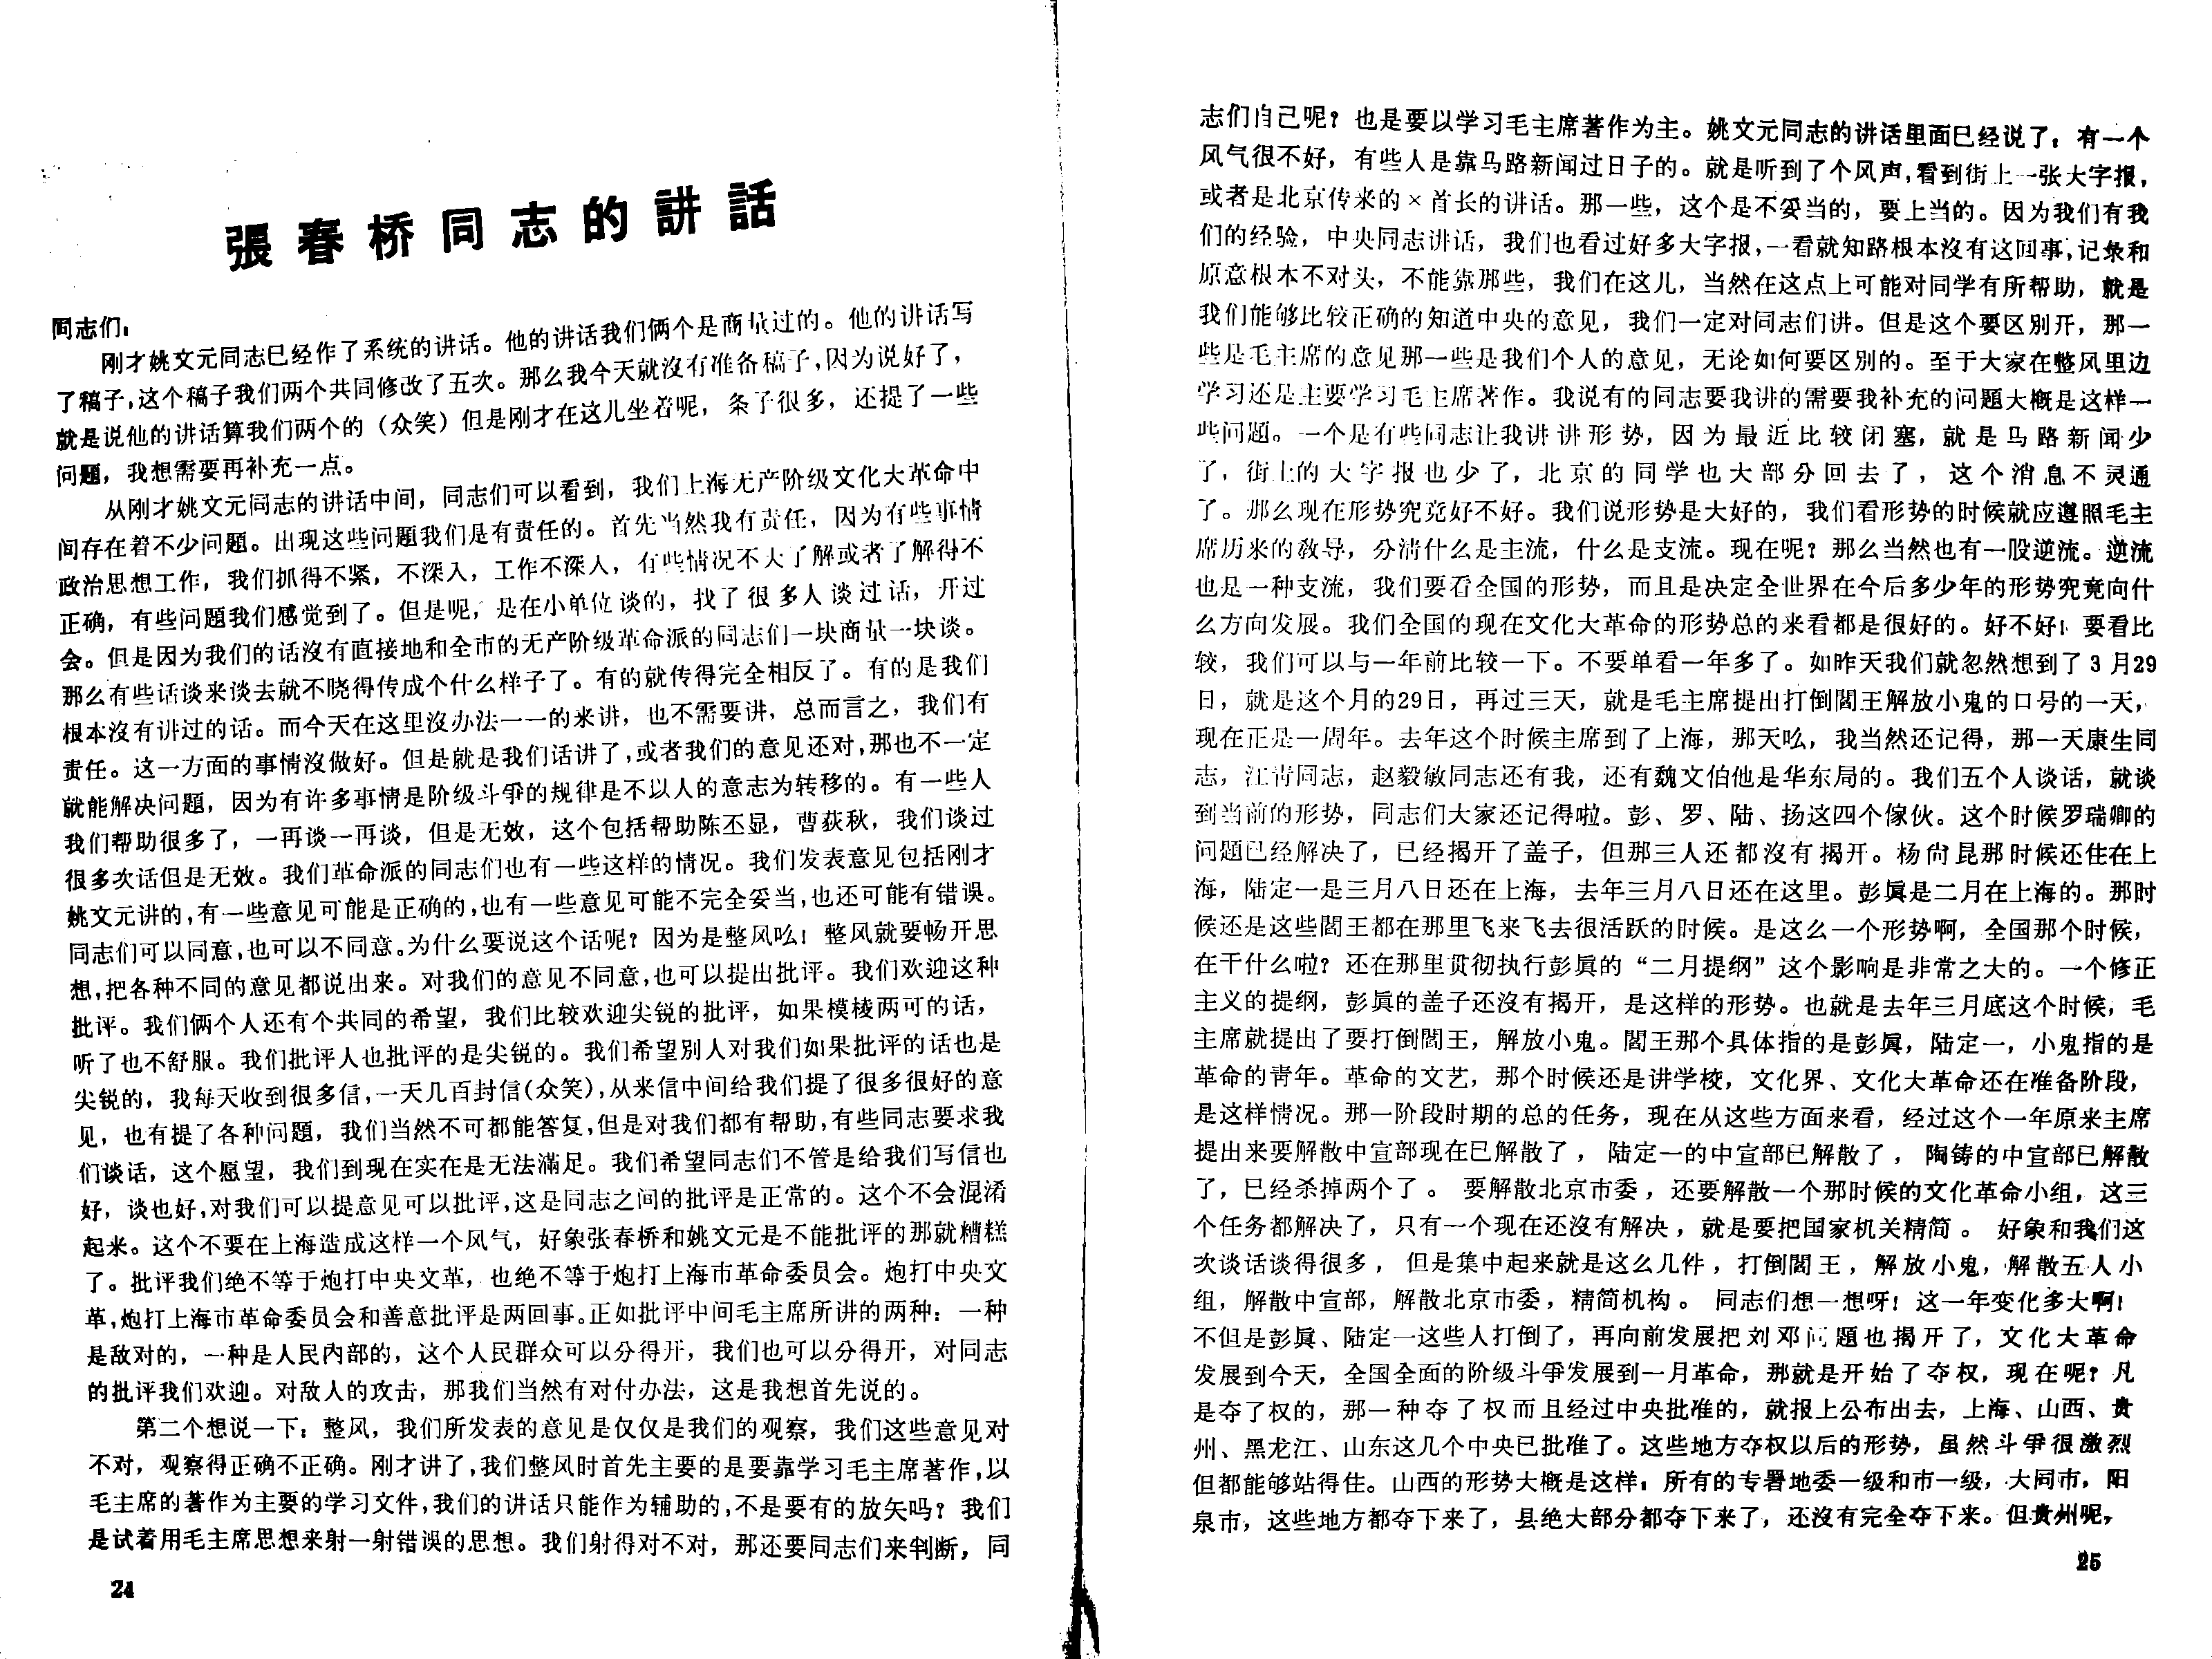 張春桥同志的講話
同志们：
刚才姚文元同志已经作了系统的讲话。他的讲话我们俩个是商量过的。他的讲话写
了稿子，这个稿子我们两个共同修改了五次。那么我今天就沒有准备稿子，因为说好了，
就是说他的讲话算我们两个的（众笑）但是刚才在这儿坐着呢，条子很多，还提了一些
问题，我想需要再补充一点。
从刚才姚文元同志的讲话中间，同志们可以看到，我们上海无产阶级文化大革命中
间存在着不少问题。出现这些问题我们是有责任的。首先当然我有责任，因为有些事情
政治思想工作，我们抓得不紧，不深入，工作不深入，有些情况不大了解或者了解得不
正确，有些问题我们感觉到了。但是呢，是在小单位谈的，找了很多人谈过话，开过
会。但是因为我们的话沒有直接地和全市的无产阶级革命派的同志们一块商量一块谈。
那么有些话谈来谈去就不晓得传成个什么样子了。有的就传得完全相反了。有的是我们
根本沒有讲过的话。而今天在这里沒办法一一的来讲，也不需要讲，总而言之，我们有
责任。这一方面的事情沒做好。但是就是我们话讲了，或者我们的意见还对，那也不一定
就能解决问题，因为有许多事情是阶级斗爭的规律是不以人的意志为转移的。有一些人
我们帮助很多了，一再谈一再谈，但是无效，这个包括帮助陈丕显，曹荻秋，我们谈过
很多次话但是无效。我们革命派的同志们也有一些这样的情况。我们发表意见包括刚才
姚文元讲的，有一些意见可能是正确的，也有一些意见可能不完全妥当，也还可能有错误。
同志们可以同意，也可以不同意。为什么要说这个话呢？因为是整风吆！整风就要畅开思
想，把各种不同的意见都说出来。对我们的意见不同意，也可以提出批评。我们欢迎这种
批评。我们俩个人还有个共同的希望，我们比较欢迎尖锐的批评，如果模棱两可的话，
听了也不舒服。我们批评人也批评的是尖锐的。我们希望别人对我们如果批评的话也是
尖锐的，我每天收到很多信，一天几百封信（众笑），从来信中间给我们提了很多很好的意
见，也有提了各种问题，我们当然不可都能答复，但是对我们都有帮助，有些同志要求我
们谈话，这个愿望，我们到现在实在是无法滿足。我们希望同志们不管是给我们写信也
好，谈也好，对我们可以提意见可以批评，这是同志之间的批评是正常的。这个不会混淆
起来。这个不要在上海造成这样一个风气，好象张春桥和姚文元是不能批评的那就糟糕
了。批评我们绝不等于炮打中央文革，也绝不等于炮打上海市革命委员会。炮打中央文
革，炮打上海市革命委员会和善意批评是两回事。正如批评中间毛主席所讲的两种：一种
是敌对的，一种是人民内部的，这个人民群众可以分得开，我们也可以分得开，对同志
的批评我们欢迎。对敌人的攻击，那我们当然有对付办法，这是我想首先说的。
第二个想说一下：整风，我们所发表的意见是仅仅是我们的观察，我们这些意见对
不对，观察得正确不正确。刚才讲了，我们整风时首先主要的是要靠学习毛主席著作，以
毛主席的著作为主要的学习文件，我们的讲话只能作为辅助的，不是要有的放矢吗？我们
是试着用毛主席思想来射一射错误的思想。我们射得对不对，那还要同志们来判断，同
24
志们自己呢？也是要以学习毛主席著作为主。姚文元同志的讲话里面已经说了：有一个
风气很不好，有些人是靠马路新闻过日子的。就是听到了个风声，看到街上一张大字报，
或者是北京传来的×首长的讲话。那一些，这个是不妥当的，要上当的。因为我们有我
们的经验，中央同志讲话，我们也看过好多大字报，一看就知路根本沒有这回事，记录和
原意根本不对头，不能靠那些，我们在这儿，当然在这点上可能对同学有所帮助，就是
我们能够比较正确的知道中央的意见，我们一定对同志们讲。但是这个要区别开，那一
些是毛主席的意见那一些是我们个人的意见，无论如何要区别的。至于大家在整风里边
学习还是主要学习毛主席著作。我说有的同志要我讲的需要我补充的问题大概是这样一
些问题。一个是有些同志让我讲讲形势，因为最近比较闭塞，就是马路新闻少
了，街上的大字报也少了，北京的同学也大部分回去了，这个消息不灵通
了。那么现在形势究竟好不好。我们说形势是大好的，我们看形势的时候就应遵照毛主
席历来的教导，分清什么是主流，什么是支流。现在呢？那么当然也有一股逆流。逆流
也是一种支流，我们要看全国的形势，而且是决定全世界在今后多少年的形势究竟向什
么方向发展。我们全国的现在文化大革命的形势总的来看都是很好的。好不好！要看比
较，我们可以与一年前比较一下。不要单看一年多了。如昨天我们就忽然想到了３月29
日，就是这个月的29日，再过三天，就是毛主席提出打倒閻王解放小鬼的口号的一天，
现在正是一周年。去年这个时候主席到了上海，那天吆，我当然还记得，那一天康生同
志，江青同志，赵毅敏同志还有我，还有魏文伯他是华东局的。我们五个人谈话，就谈
到当前的形势，同志们大家还记得啦。彭、罗、陆、扬这四个傢伙。这个时候罗瑞卿的
问题已经解决了，已经揭开了盖子，但那三人还都沒有揭开。杨尙昆那时候还住在上
海，陆定一是三月八日还在上海，去年三月八日还在这里。彭眞是二月在上海的。那时
候还是这些閻王都在那里飞来飞去很活跃的时候。是这么一个形势啊，全国那个时候，
在干什么啦？还在那里贯彻执行彭眞的“二月提纲”这个影响是非常之大的。一个修正
主义的提纲，彭眞的盖子还沒有揭开，是这样的形势。也就是去年三月底这个时候，毛
主席就提出了要打倒閻王，解放小鬼。閻王那个具体指的是彭眞，陆定一，小鬼指的是
革命的青年。革命的文艺，那个时候还是讲学校，文化界、文化大革命还在准备阶段，
是这样情况。那一阶段时期的总的任务，现在从这些方面来看，经过这个一年原来主席
提出来要解散中宣部现在已解散了，陆定一的中宣部已解散了，陶铸的中宣部已解散
了，已经杀掉两个了。要解散北京市委，还要解散一个那时候的文化革命小组，这三
个任务都解决了，只有一个现在还沒有解决，就是要把国家机关精简。好象和我们这
次谈话谈得很多，但是集中起来就是这么几件，打倒閻王，解放小鬼，解散五人小
组，解散中宣部，解散北京市委，精简机构。同志们想一想呀！这一年变化多大啊！
不但是彭眞、陆定一这些人打倒了，再向前发展把刘邓问题也揭开了，文化大革命
发展到今天，全国全面的阶级斗爭发展到一月革命，那就是开始了夺权，现在呢？凡
是夺了权的，那一种夺了权而且经过中央批准的，就报上公布出去，上海、山西、贵
州、黑龙江、山东这几个中央已批准了。这些地方夺权以后的形势，虽然斗爭很激烈
但都能够站得住。山西的形势大概是这样：所有的专署地委一级和市一级，大同市，阳
泉市，这些地方都夺下来了，县绝大部分都夺下来了，还沒有完全夺下来。但贵州呢，
25